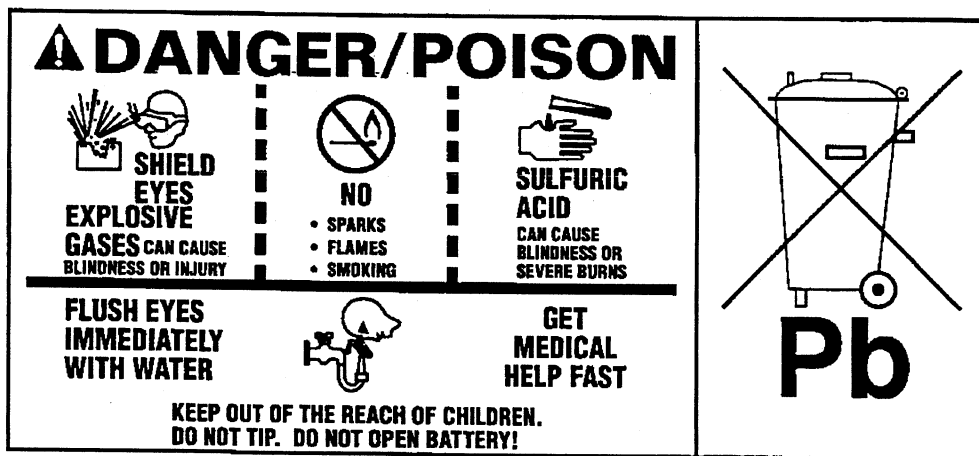 DANGER/POISON
SHIELD
EYES
EXPLOSIVE
GASES CAN CAUSE
BLINDNESS OR INJURY
NO
• SPARKS
• FLAMES
• SMOKING
SULFURIC
ACID
CAN CAUSE
BLINDNESS OR
SEVERE BURNS
FLUSH EYES
IMMEDIATELY
WITH WATER
GET
MEDICAL
HELP FAST
KEEP OUT OF THE REACH OF CHILDREN.
DO NOT TIP. DO NOT OPEN BATTERY!
Pb